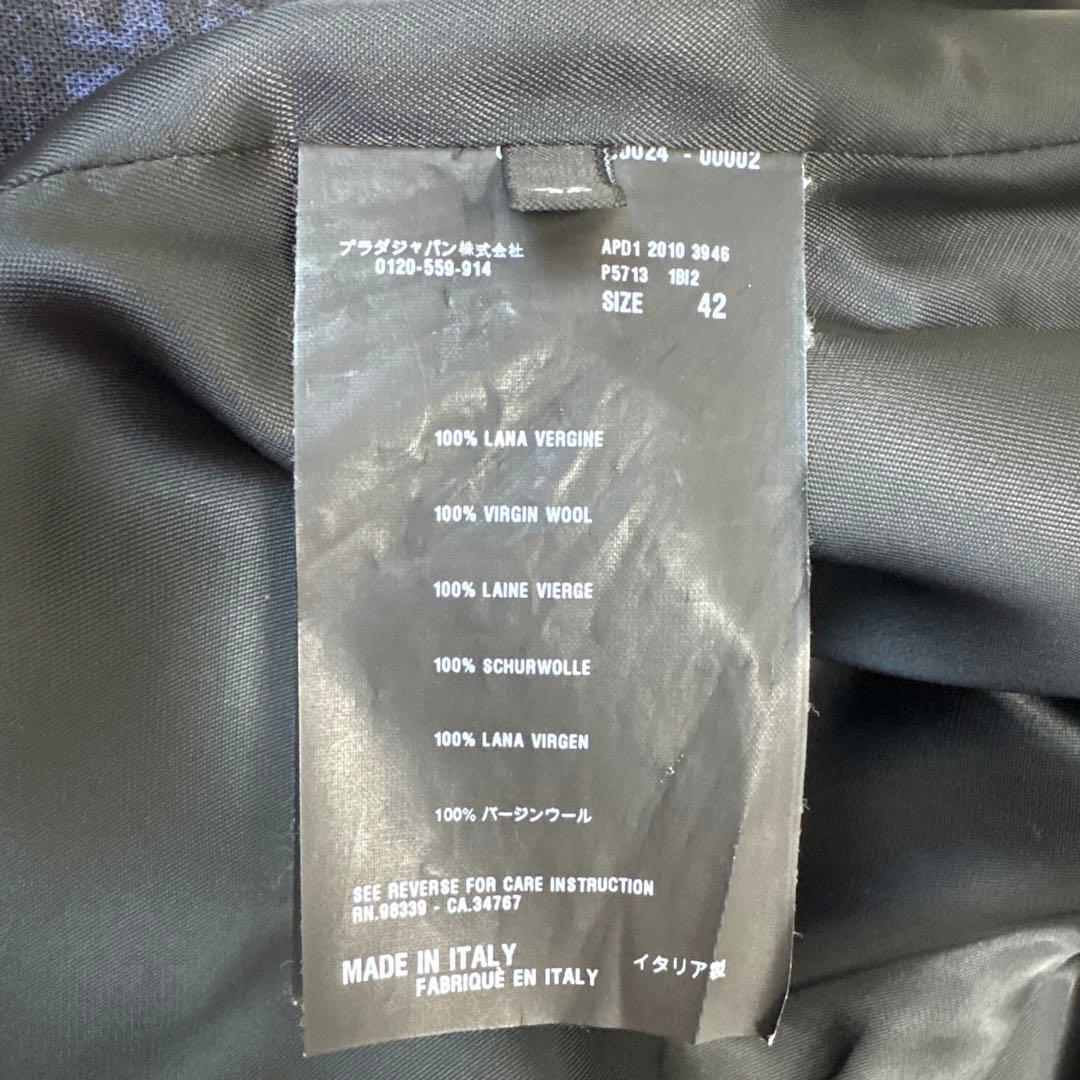 0024 - 00002
プラダジャパン株式会社
0120-559-914
APD1 2010 3946
P5713 1BI2
SIZE 42
100% LANA VERGINE
100% VIRGIN WOOL
100% LAINE VIERGE
100% SCHURWOLLE
100% LANA VIRGEN
100% バージンウール
SEE REVERSE FOR CARE INSTRUCTION
RN.98339 - CA.34767
MADE IN ITALY
FABRIQUÈ EN ITALY
イタリア製